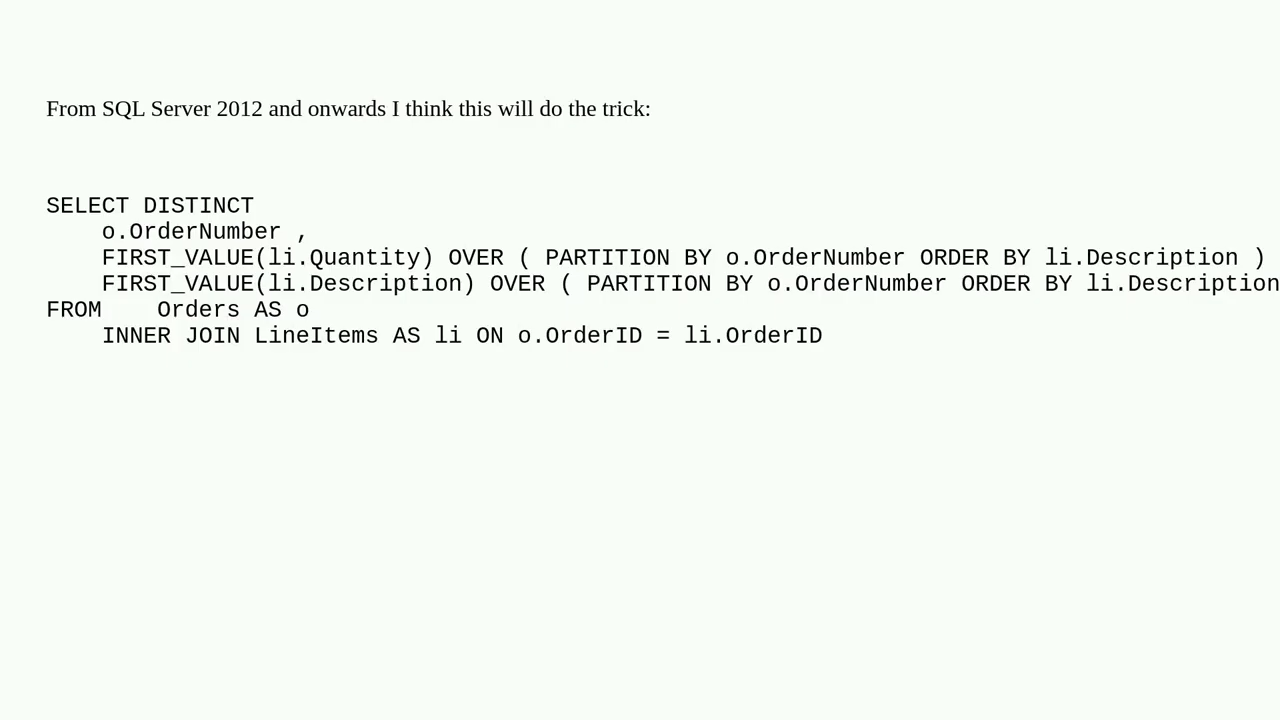 From SQL Server 2012 and onwards I think this will do the trick:
SELECT DISTINCT
    o.OrderNumber ,
    FIRST_VALUE(li.Quantity) OVER ( PARTITION BY o.OrderNumber ORDER BY li.Description )
    FIRST_VALUE(li.Description) OVER ( PARTITION BY o.OrderNumber ORDER BY li.Description
FROM    Orders AS o
    INNER JOIN LineItems AS li ON o.OrderID = li.OrderID